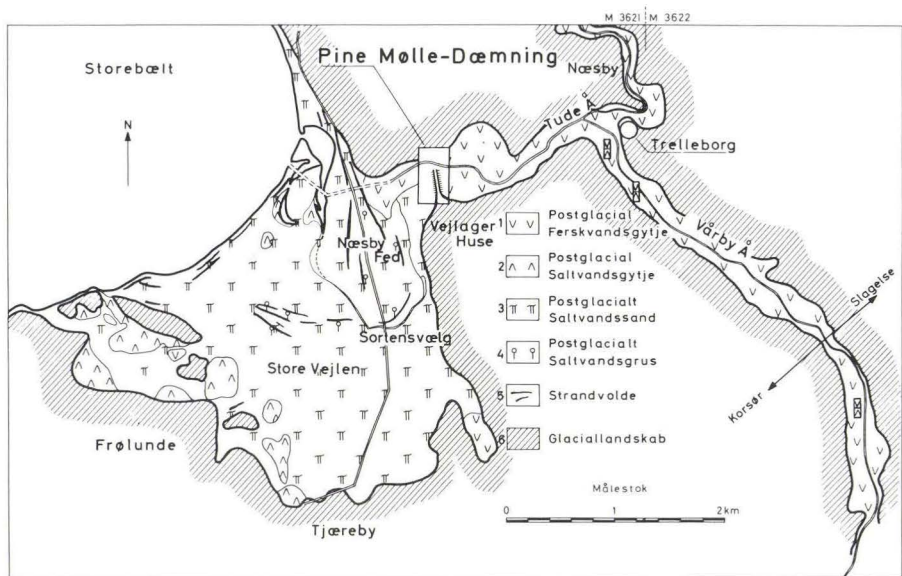 M 3621 M 3622
Pine Mølle-Dæmning
Storebælt
Næsby
N
Tude Å
Trelleborg
Næsby
Fed
Vejlager
Huse
Vårby Å
Slagelse
Korsør
Sortensvælg
Store Vejlen
Frølunde
Tjæreby
1 Postglacial
Ferskvandsgytje
2 Postglacial
Saltvandsgytje
3 Postglacialt
Saltvandssand
4 Postglacialt
Saltvandsgrus
5 Strandvolde
6 Glaciallandskab
Målestok
0 1 2 km